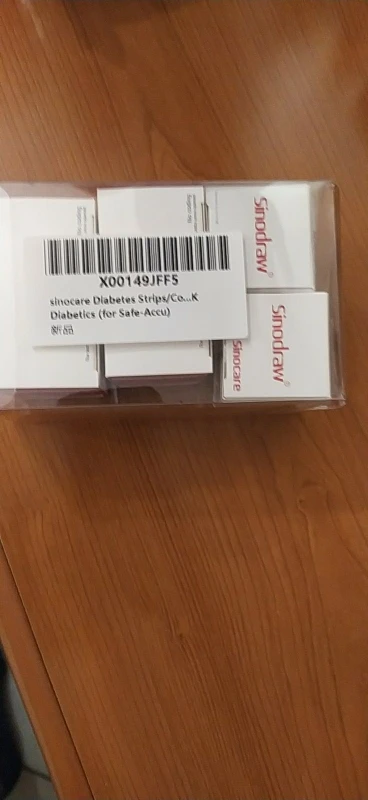 X00149JFF5
sinocare Diabetes Strips/Co...K
Diabetics (for Safe-Accu)
新品
Sinodraw®
Sinodraw®
Sinocare